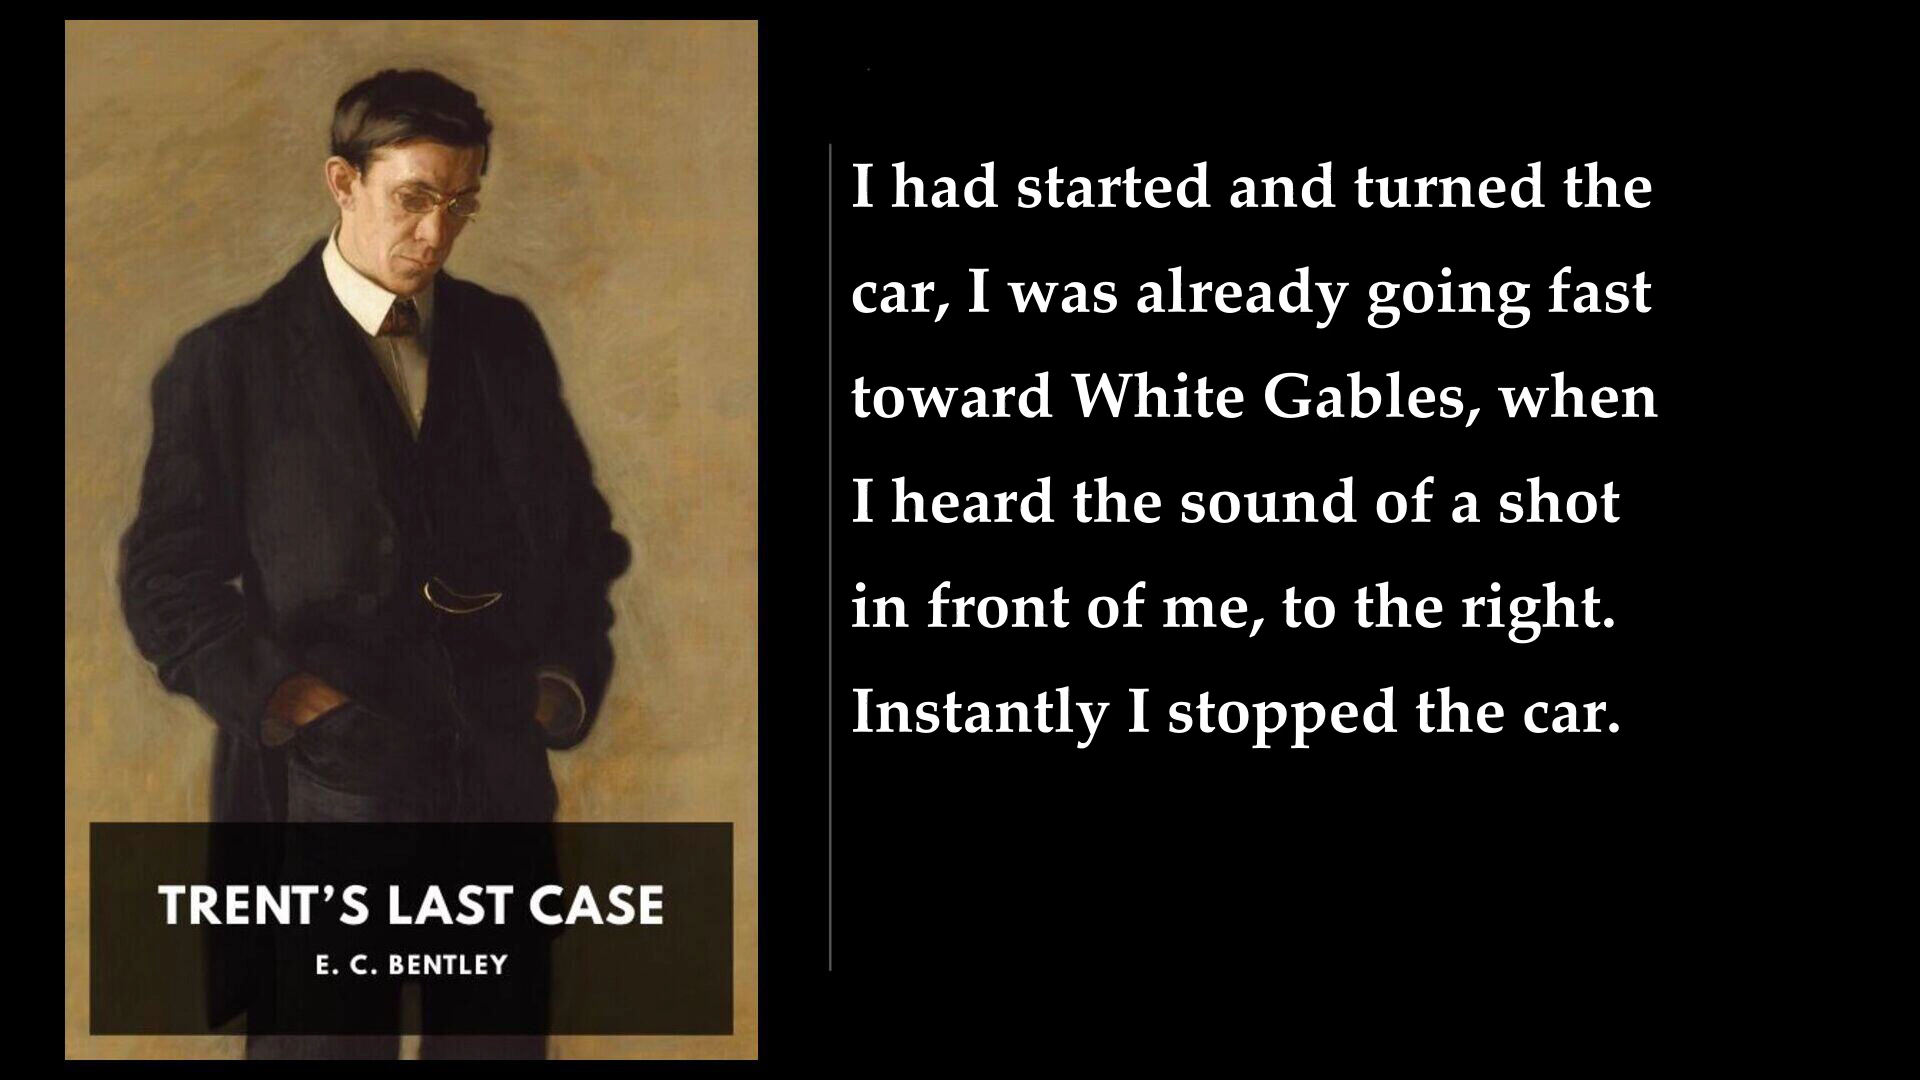 TRENT’S LAST CASE
E. C. BENTLEY
I had started and turned the
car, I was already going fast
toward White Gables, when
I heard the sound of a shot
in front of me, to the right.
Instantly I stopped the car.